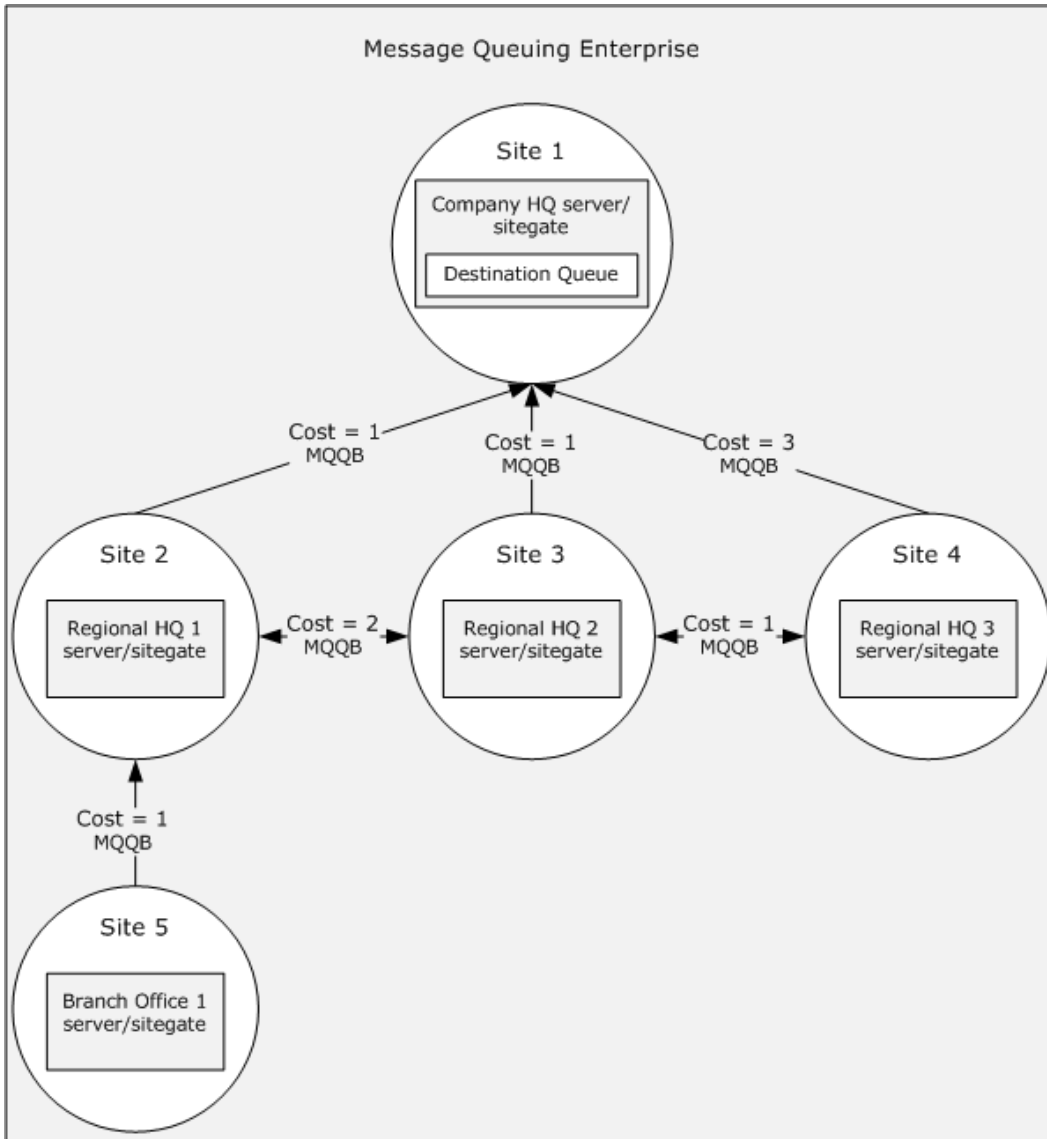 Message Queuing Enterprise
Site 1
Company HQ server/
sitegate
Destination Queue
Cost = 1
MQQB
Cost = 1
MQQB
Cost = 3
MQQB
Site 2
Regional HQ 1
server/sitegate
Cost = 2
MQQB
Site 3
Regional HQ 2
server/sitegate
Cost = 1
MQQB
Site 4
Regional HQ 3
server/sitegate
Cost = 1
MQQB
Site 5
Branch Office 1
server/sitegate